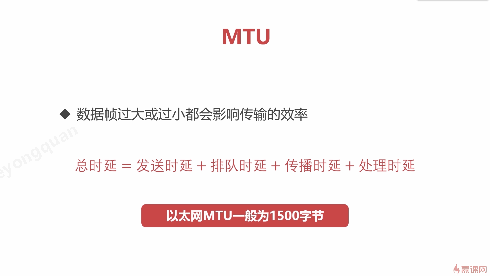 MTU
◆ 数据帧过大或过小都会影响传输的效率
总时延 = 发送时延 + 排队时延 + 传播时延 + 处理时延
以太网MTU一般为1500字节
慕课网